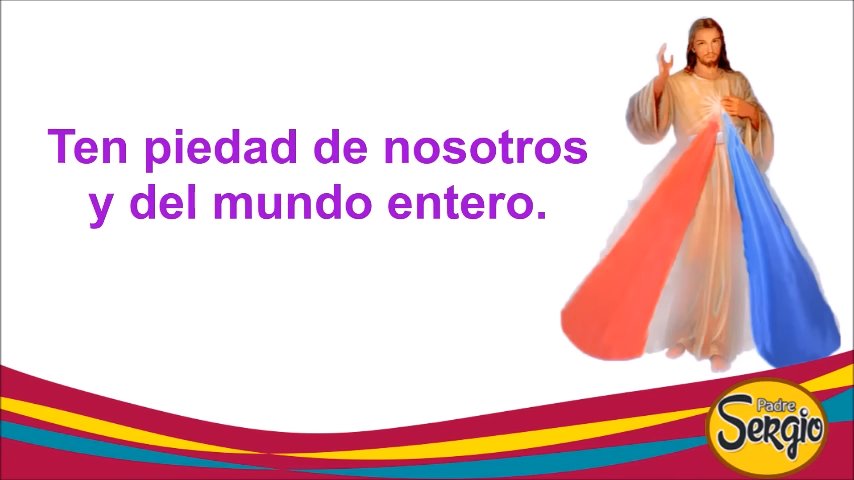 Ten piedad de nosotros
y del mundo entero.
Padre
Sergio